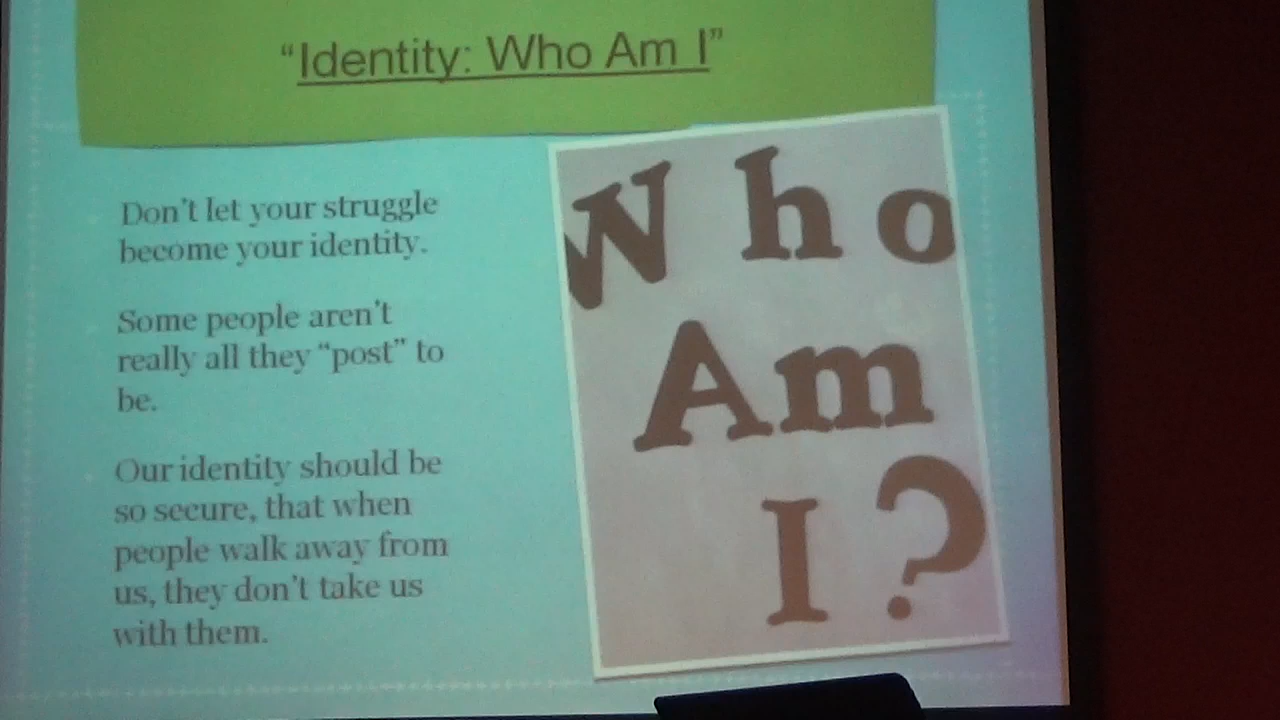 “Identity: Who Am I”
Don’t let your struggle
become your identity.
Some people aren’t
really all they “post” to
be.
Our identity should be
so secure, that when
people walk away from
us, they don’t take us
with them.
Who
Am
I?